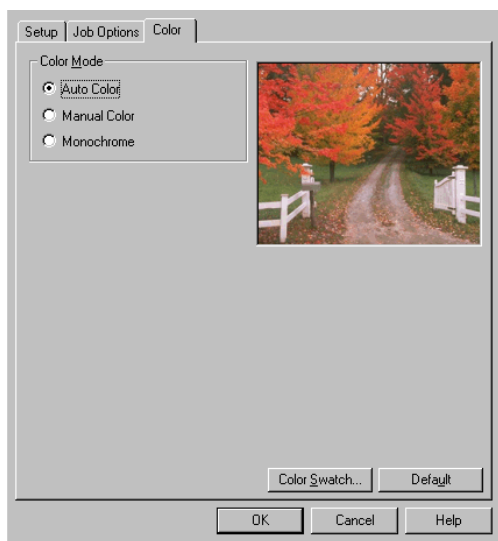 Setup Job Options Color
Color Mode
Auto Color
Manual Color
Monochrome
Color Swatch... Default
OK Cancel Help